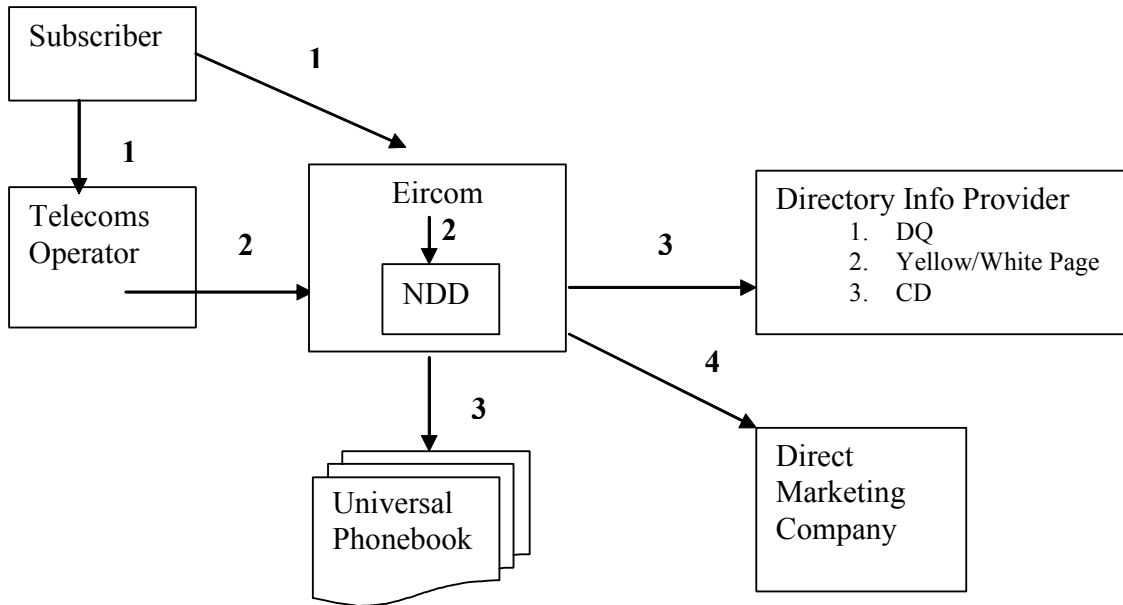 Subscriber
1
1
Telecoms
Operator
2
Eircom
2
NDD
3
Directory Info Provider
1. DQ
2. Yellow/White Page
3. CD
4
3
Universal
Phonebook
Direct
Marketing
Company